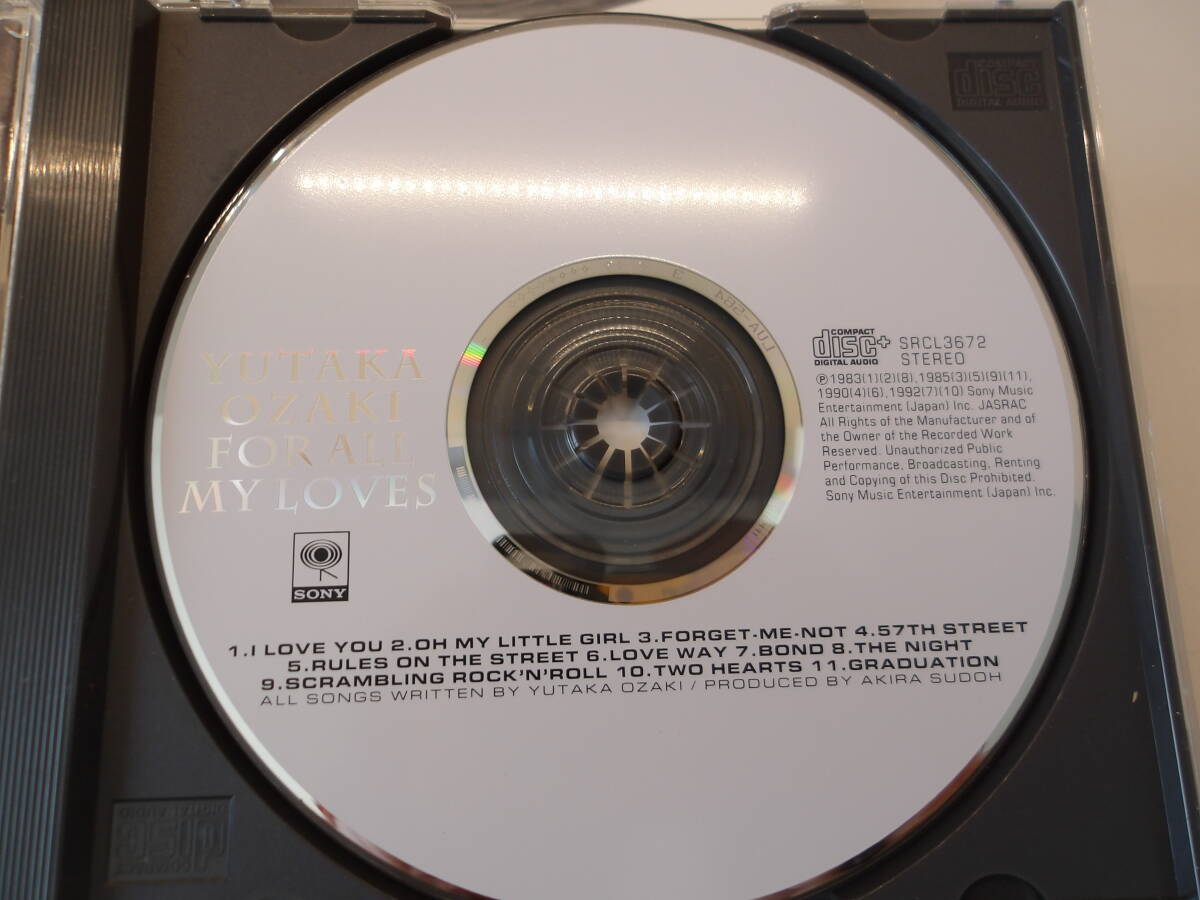 COMPACT
disc
DIGITAL AUDIO
YUTAKA
OZAKI
FOR ALL
MY LOVES
SONY
COMPACT
disc+
DIGITAL AUDIO
SRCL3672
STEREO
Ⓟ1983(1)(2)(8),1985(3)(5)(9)(11),
1990(4)(6),1992(7)(10) Sony Music
Entertainment (Japan) Inc. JASRAC
All Rights of the Manufacturer and of
the Owner of the Recorded Work
Reserved. Unauthorized Public
Performance, Broadcasting, Renting
and Copying of this Disc Prohibited.
Sony Music Entertainment (Japan) Inc.
1.I LOVE YOU 2.OH MY LITTLE GIRL 3.FORGET-ME-NOT 4.57TH STREET
5.RULES ON THE STREET 6.LOVE WAY 7.BOND 8.THE NIGHT
9.SCRAMBLING ROCK'N'ROLL 10.TWO HEARTS 11.GRADUATION
ALL SONGS WRITTEN BY YUTAKA OZAKI / PRODUCED BY AKIRA SUDOH
COMPACT
disc
DIGITAL AUDIO